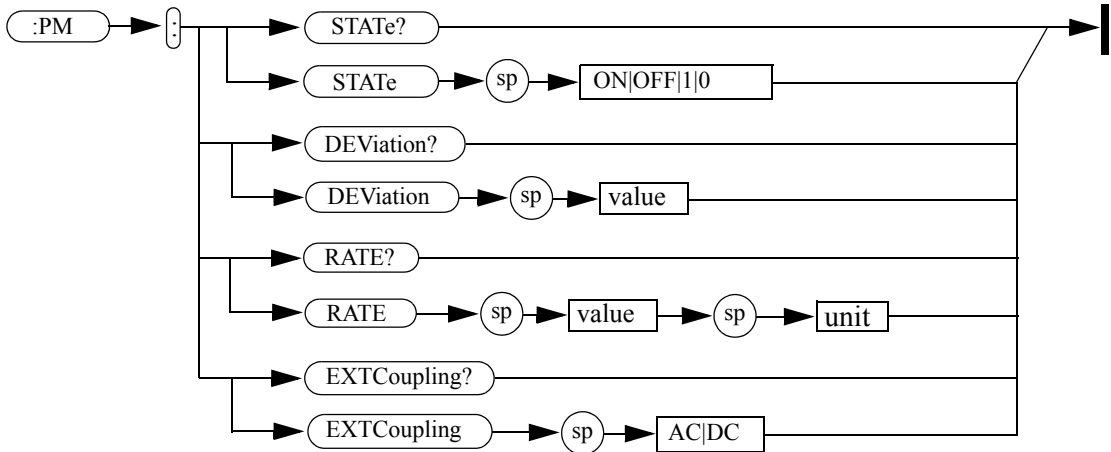 :PM : STATe?
STATe sp ON|OFF|1|0
DEViation?
DEViation sp value
RATE?
RATE sp value sp unit
EXTCoupling?
EXTCoupling sp AC|DC